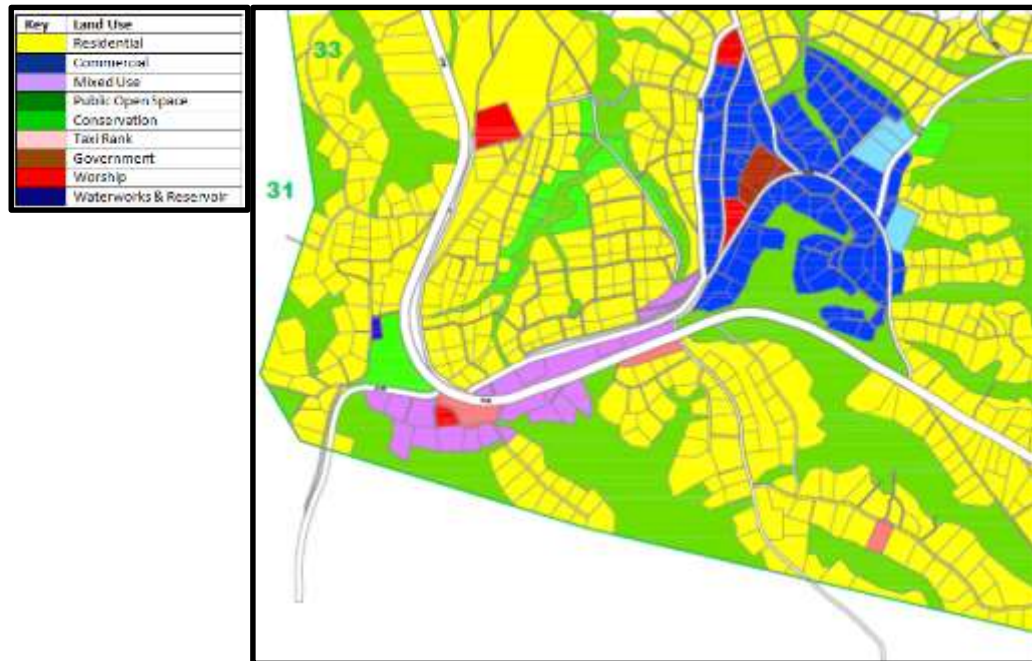 Key Land Use
Residential
Commercial
Mixed Use
Public Open Space
Conservation
Taxi Rank
Government
Worship
Waterworks & Reservoir
33
31